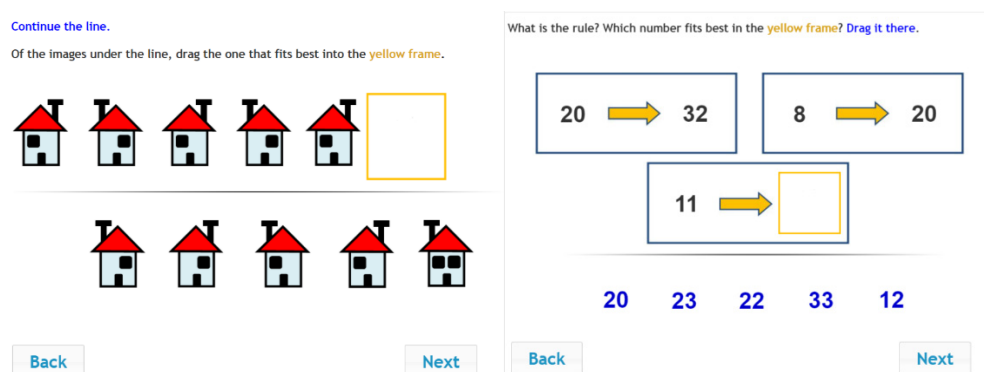 Continue the line.
Of the images under the line, drag the one that fits best into the yellow frame.
Back
Next
What is the rule? Which number fits best in the yellow frame? Drag it there.
20 32
8 20
11
20 23 22 33 12
Back
Next